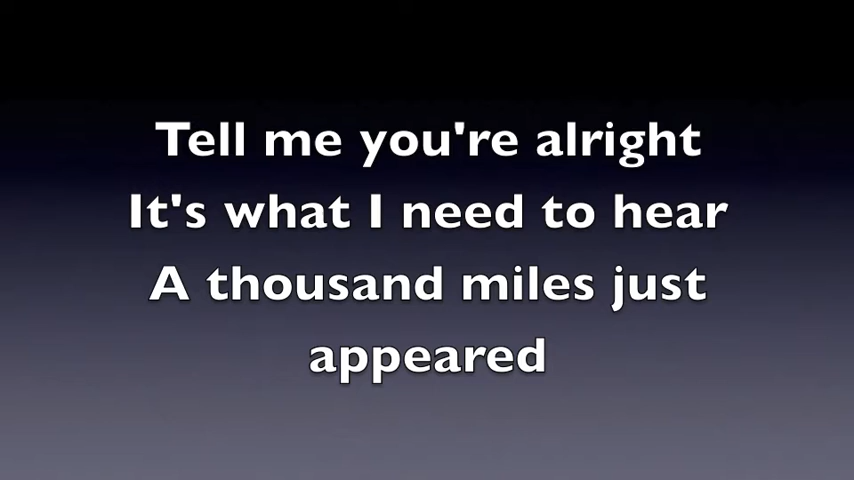 Tell me you're alright
It's what I need to hear
A thousand miles just
appeared